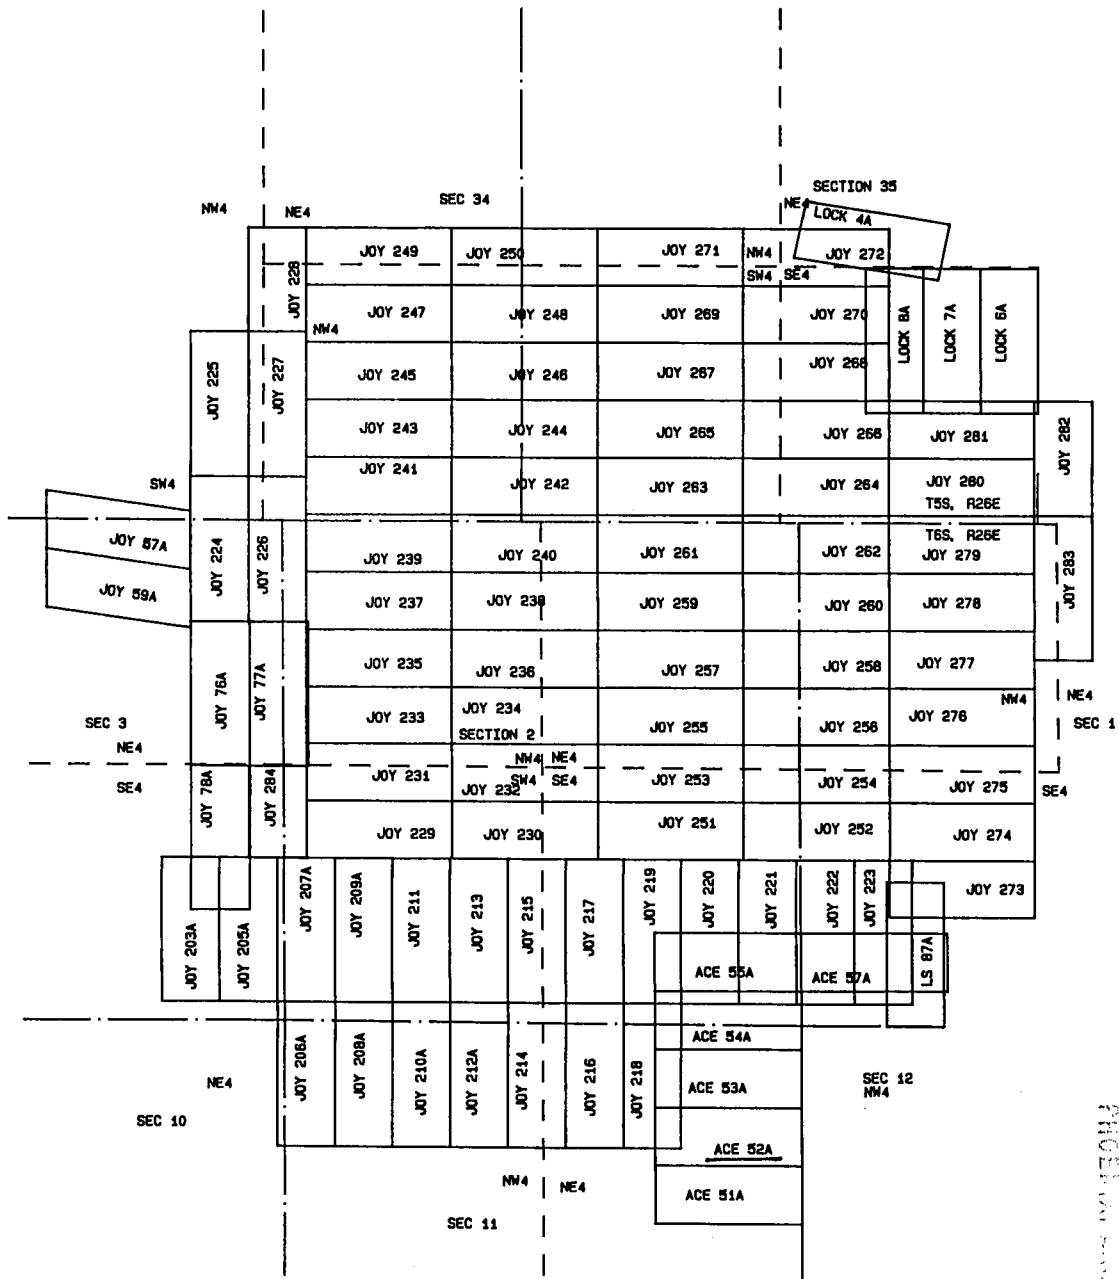 SECTION 35
SEC 34
NW4
NE4
NE4
LOCK 4A
JOY 249
JOY 250
JOY 271
NW4
JOY 272
SW4
SE4
JOY 228
JOY 247
JOY 248
JOY 269
JOY 270
NW4
LOCK 8A
LOCK 7A
LOCK 6A
JOY 225
JOY 227
JOY 245
JOY 246
JOY 267
JOY 268
JOY 243
JOY 244
JOY 265
JOY 266
JOY 281
JOY 282
JOY 241
JOY 242
JOY 263
JOY 264
JOY 280
SW4
T5S, R26E
T6S, R26E
JOY 57A
JOY 224
JOY 226
JOY 239
JOY 240
JOY 261
JOY 262
JOY 279
JOY 283
JOY 59A
JOY 237
JOY 238
JOY 259
JOY 260
JOY 278
JOY 76A
JOY 77A
JOY 235
JOY 236
JOY 257
JOY 258
JOY 277
NW4
NE4
SEC 3
JOY 233
JOY 234
JOY 255
JOY 256
JOY 276
SEC 1
SECTION 2
NE4
NW4
NE4
SE4
SW4
SE4
JOY 78A
JOY 284
JOY 231
JOY 232
JOY 253
JOY 254
JOY 275
SE4
JOY 229
JOY 230
JOY 251
JOY 252
JOY 274
JOY 207A
JOY 209A
JOY 211
JOY 213
JOY 215
JOY 217
JOY 219
JOY 220
JOY 221
JOY 222
JOY 223
JOY 273
JOY 203A
JOY 205A
ACE 55A
ACE 57A
LS 87A
JOY 206A
JOY 208A
JOY 210A
JOY 212A
JOY 214
JOY 216
JOY 218
ACE 54A
NE4
ACE 53A
SEC 12
NW4
SEC 10
ACE 52A
NW4
NE4
ACE 51A
SEC 11